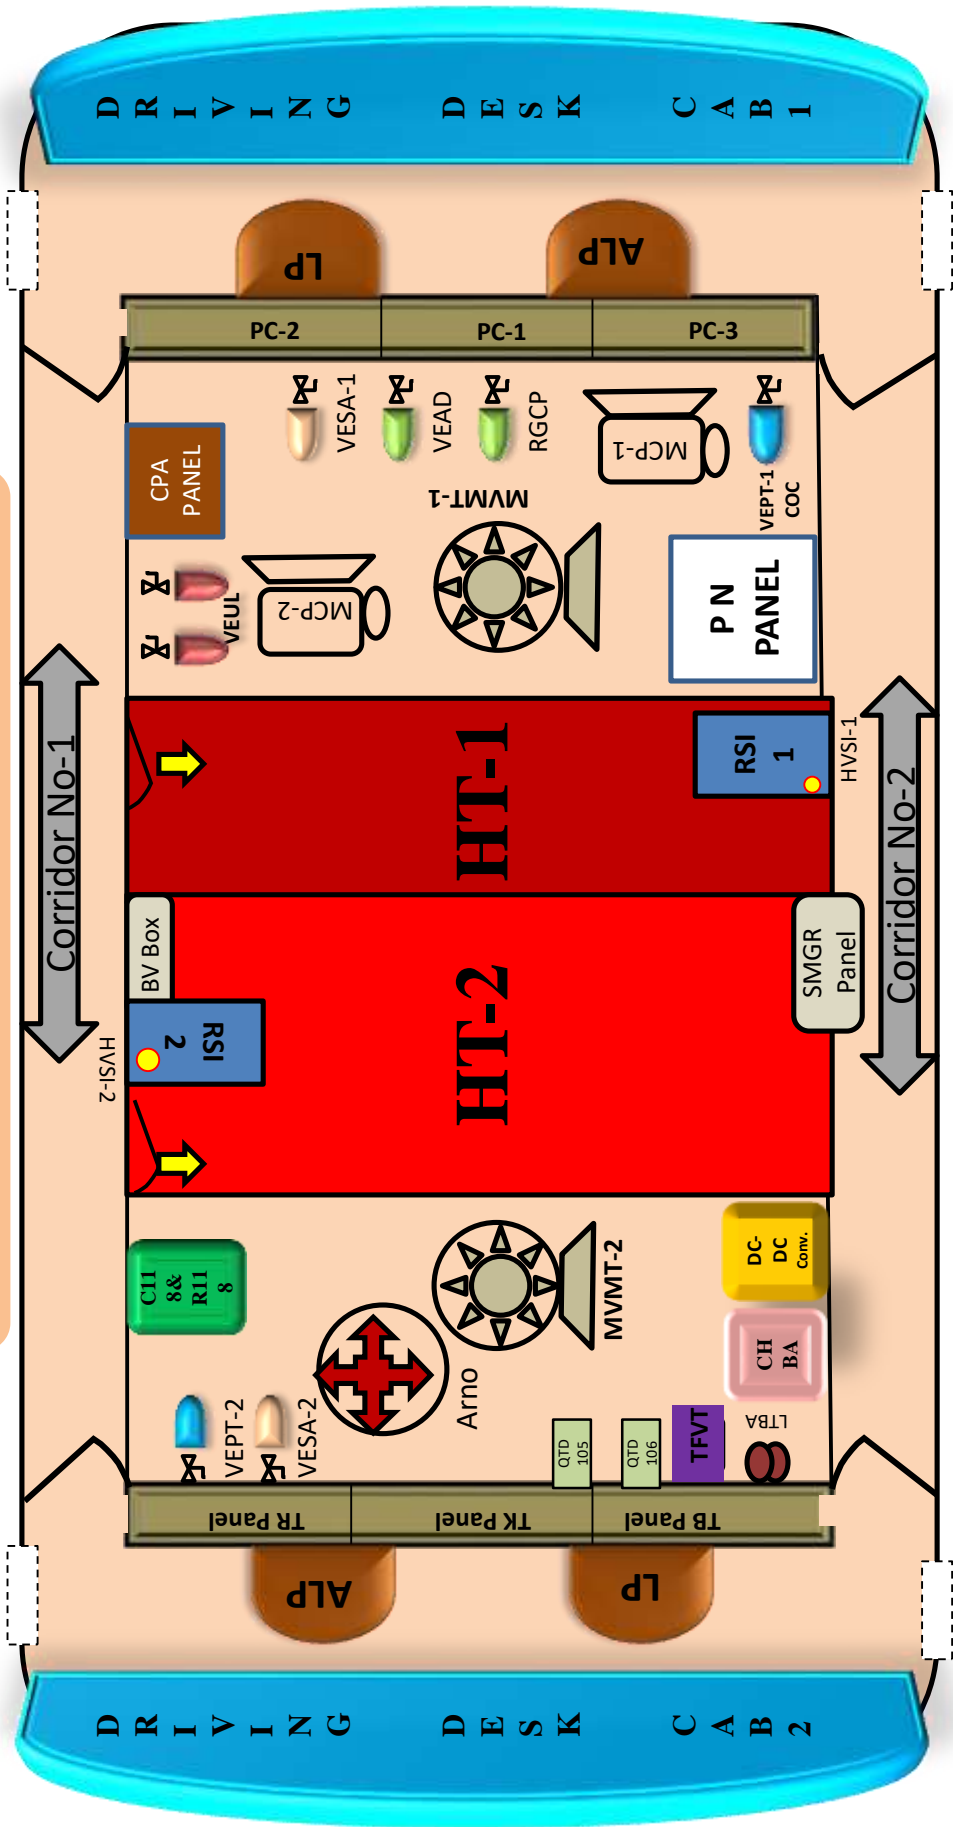 DRIVING DESK CAB 1
LP
ALP
PC-2
PC-1
PC-3
VESA-1
VEAD
RGCP
MCP-1
VEPT-1
COC
CPA
PANEL
MVMT-1
VEUL
MCP-2
P N
PANEL
Corridor No-1
HT-1
RSI
1
HVSI-1
Corridor No-2
BV Box
SMGR
Panel
HT-2
RSI
2
HVSI-2
C11
8&
R11
8
MVMT-2
DC-
DC
Conv.
CH
BA
Arno
VEPT-2
VESA-2
QTD
105
QTD
106
TFVT
LTBA
TR Panel
TK Panel
TB Panel
ALP
LP
DRIVING DESK CAB 2